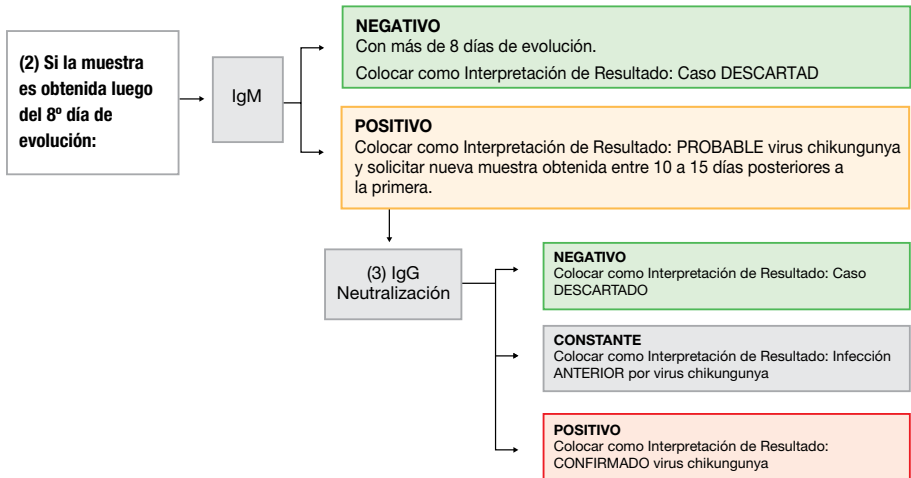 (2) Si la muestra
es obtenida luego
del 8º día de
evolución:
IgM
NEGATIVO
Con más de 8 días de evolución.
Colocar como Interpretación de Resultado: Caso DESCARTAD
POSITIVO
Colocar como Interpretación de Resultado: PROBABLE virus chikungunya
y solicitar nueva muestra obtenida entre 10 a 15 días posteriores a
la primera.
(3) IgG
Neutralización
NEGATIVO
Colocar como Interpretación de Resultado: Caso
DESCARTADO
CONSTANTE
Colocar como Interpretación de Resultado: Infección
ANTERIOR por virus chikungunya
POSITIVO
Colocar como Interpretación de Resultado:
CONFIRMADO virus chikungunya